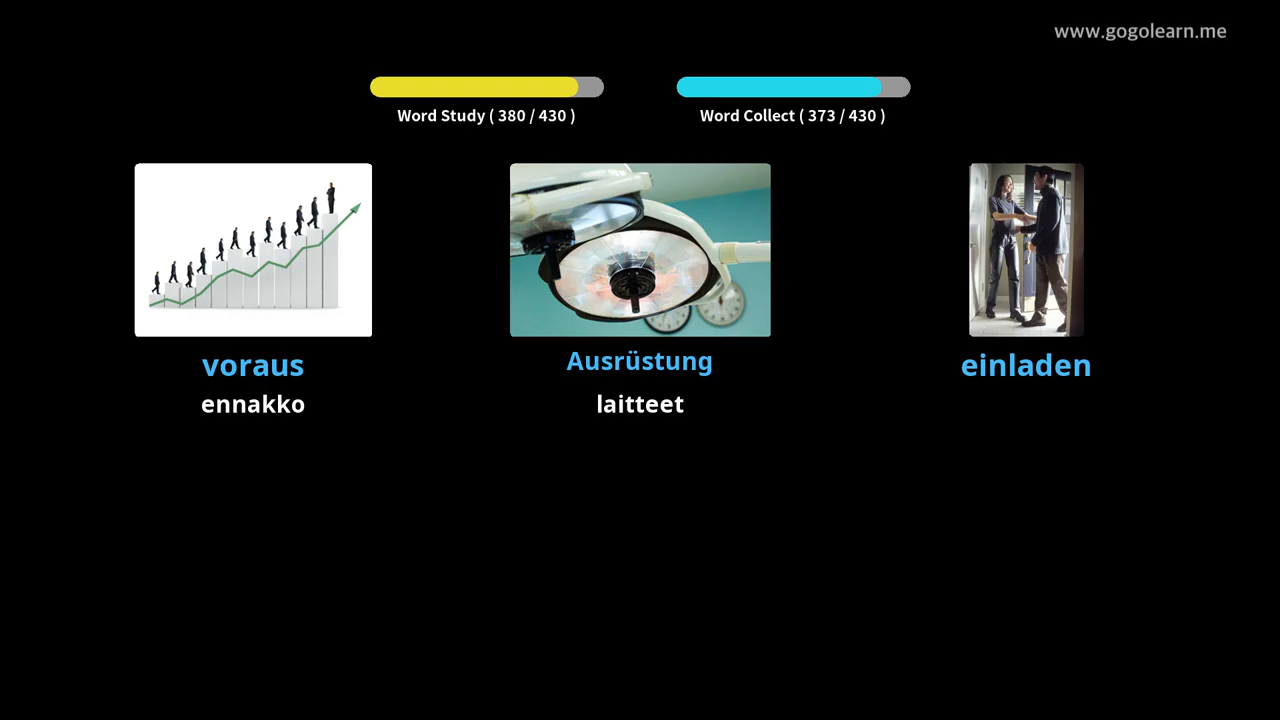 www.gogolearn.me
Word Study ( 380 / 430 )
Word Collect ( 373 / 430 )
voraus
ennakko
Ausrüstung
laitteet
einladen